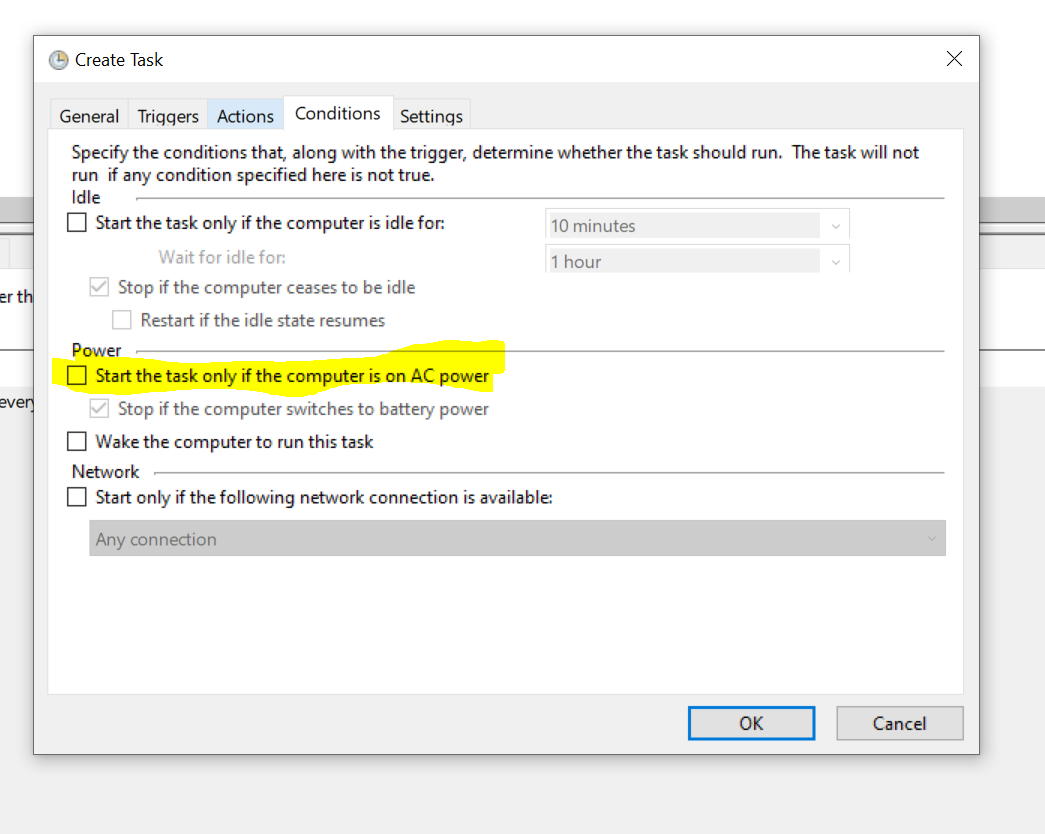 Create Task
General Triggers Actions Conditions Settings
Specify the conditions that, along with the trigger, determine whether the task should run.  The task will not
run  if any condition specified here is not true.
Idle
Start the task only if the computer is idle for: 10 minutes
Wait for idle for: 1 hour
Stop if the computer ceases to be idle
Restart if the idle state resumes
er th
Power
Start the task only if the computer is on AC power
every
Stop if the computer switches to battery power
Wake the computer to run this task
Network
Start only if the following network connection is available:
Any connection
OK Cancel